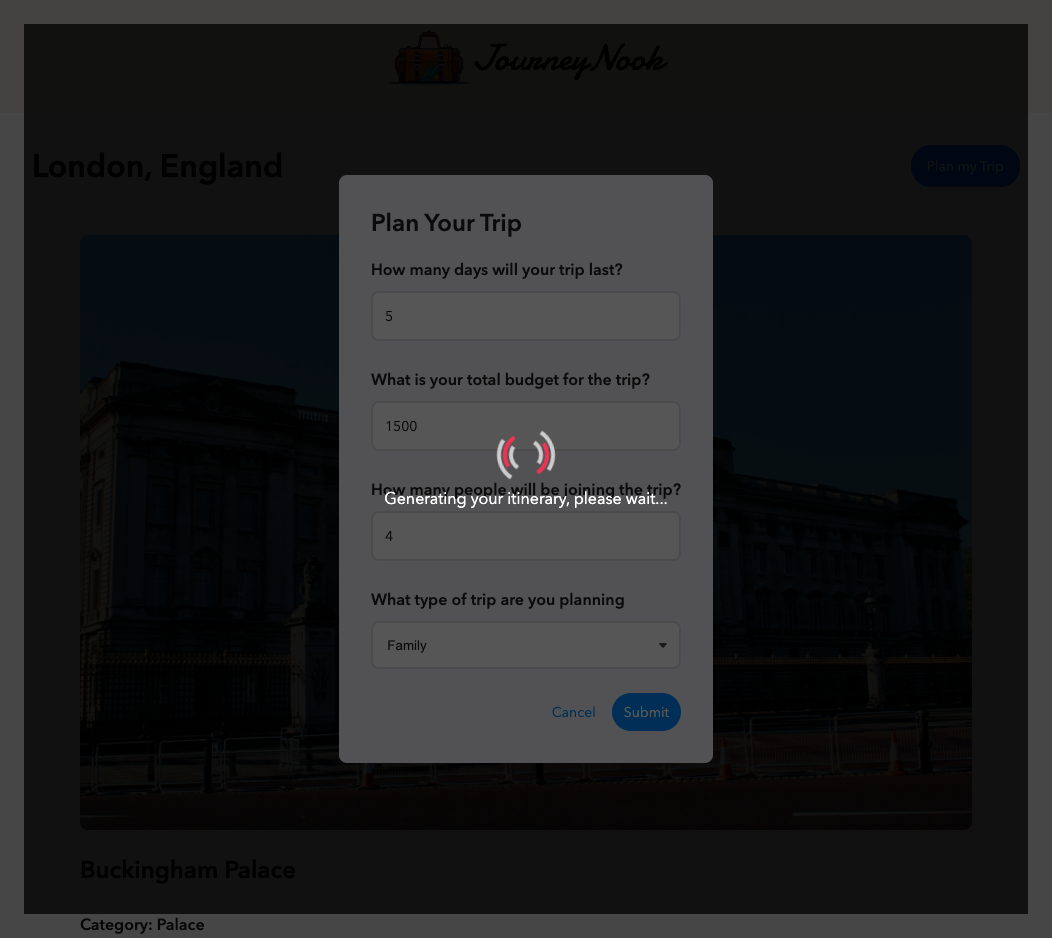 JourneyNook
London, England
Plan my Trip
Plan Your Trip
How many days will your trip last?
5
What is your total budget for the trip?
1500
How many people will be joining the trip?
Generating your itinerary, please wait...
4
What type of trip are you planning
Family
Cancel Submit
Buckingham Palace
Category: Palace